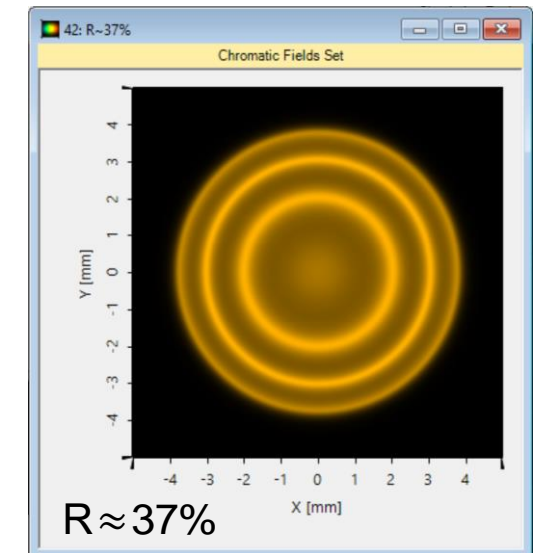 42: R~37%
Chromatic Fields Set
Y [mm]
4
3
2
1
0
-1
-2
-3
-4
-4 -3 -2 -1 0 1 2 3 4
X [mm]
R≈37%